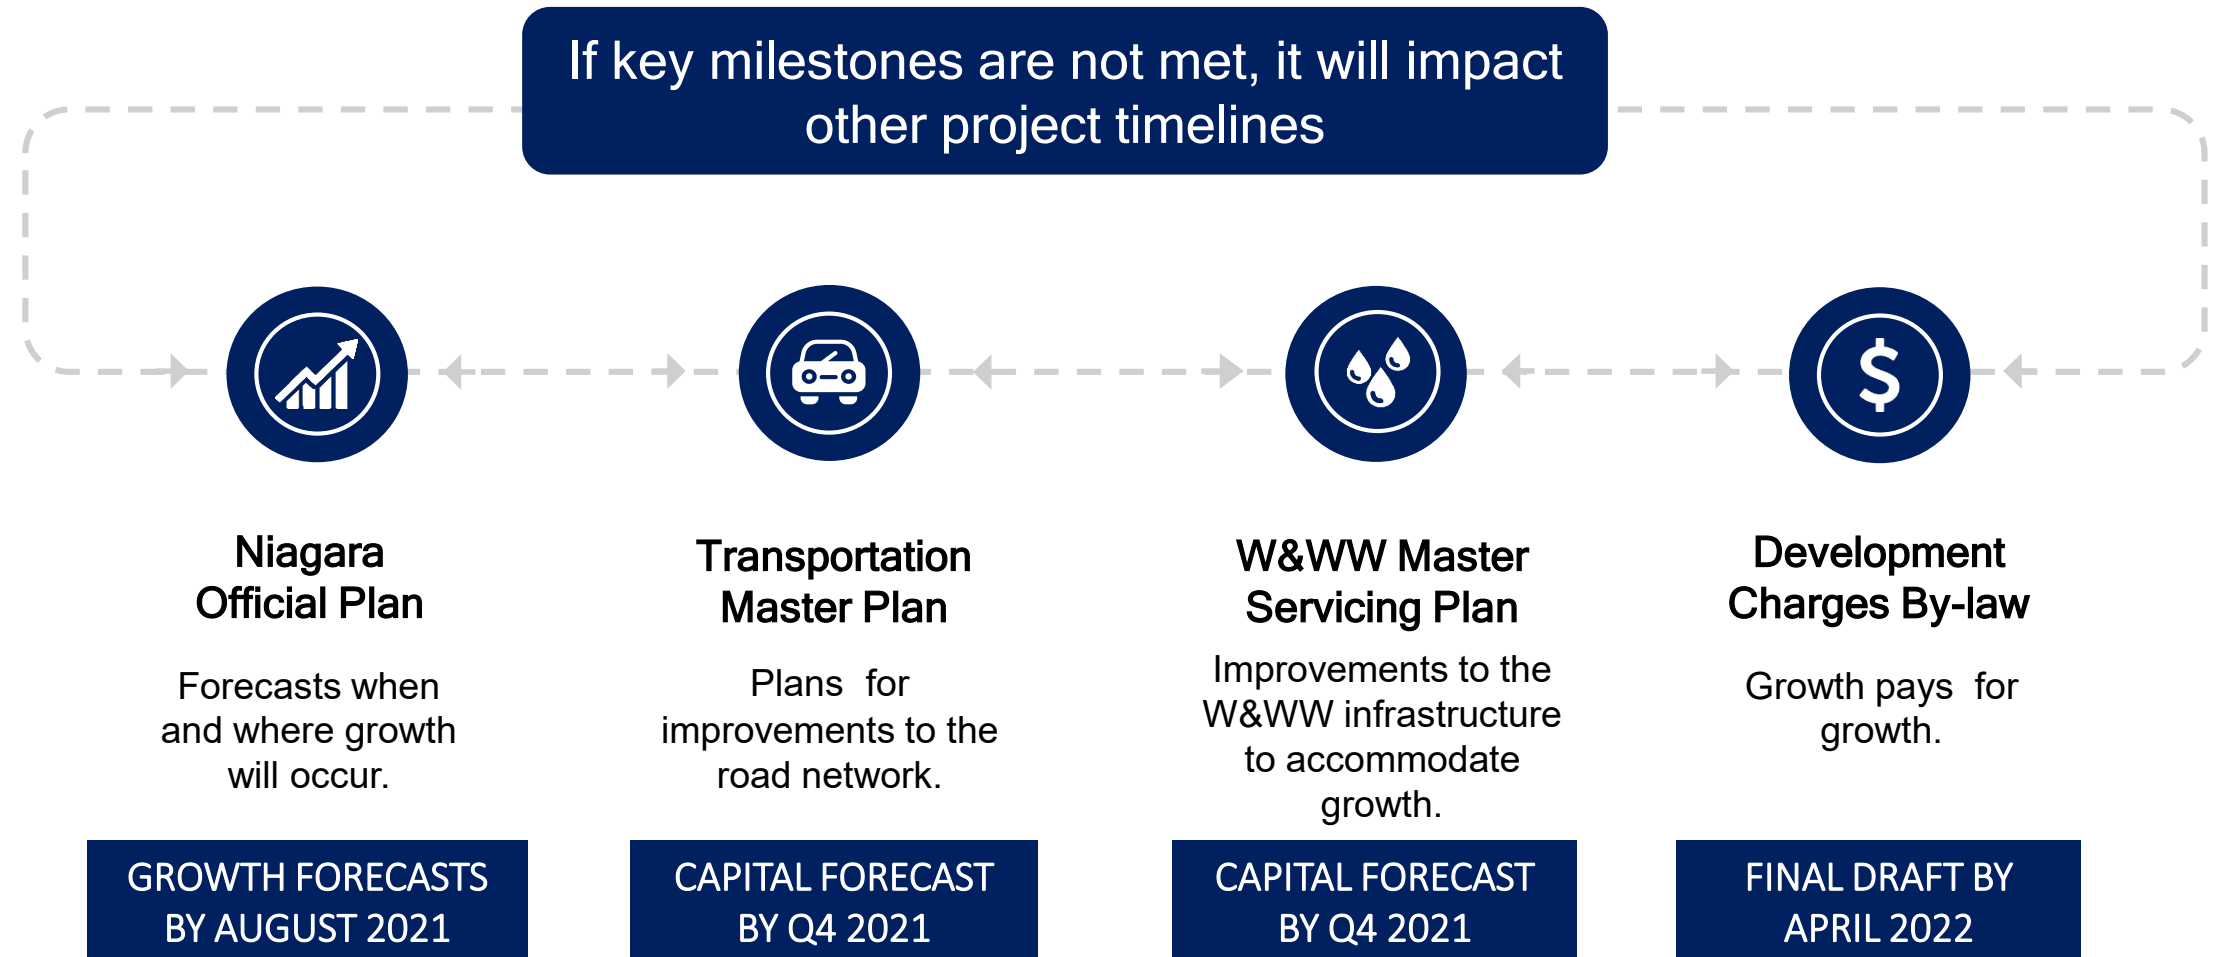 If key milestones are not met, it will impact
other project timelines
Niagara
Official Plan
Forecasts when
and where growth
will occur.
GROWTH FORECASTS
BY AUGUST 2021
Transportation
Master Plan
Plans for
improvements to the
road network.
CAPITAL FORECAST
BY Q4 2021
W&WW Master
Servicing Plan
Improvements to the
W&WW infrastructure
to accommodate
growth.
CAPITAL FORECAST
BY Q4 2021
Development
Charges By-law
Growth pays for
growth.
FINAL DRAFT BY
APRIL 2022